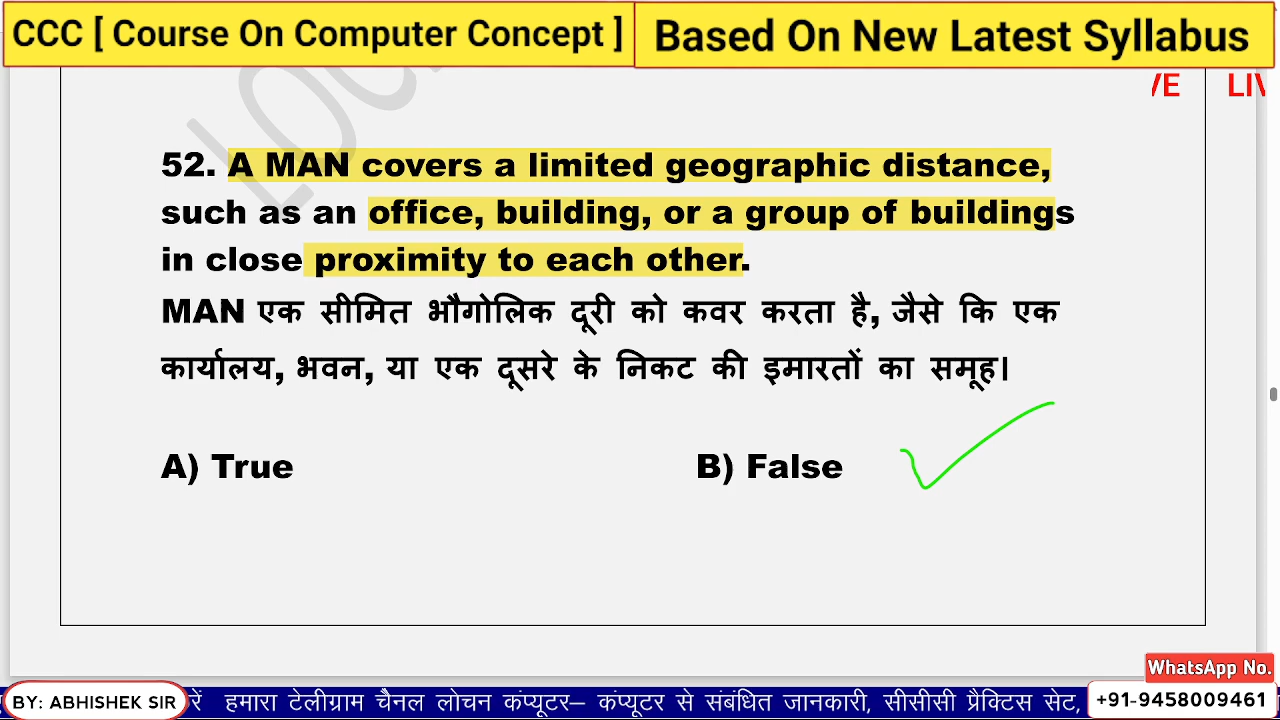 CCC [ Course On Computer Concept ]
Based On New Latest Syllabus
VE LIV
52. A MAN covers a limited geographic distance,
such as an office, building, or a group of buildings
in close proximity to each other.
MAN एक सीमित भौगोलिक दूरी को कवर करता है, जैसे कि एक
कार्यालय, भवन, या एक दूसरे के निकट की इमारतों का समूह।
A) True B) False
WhatsApp No.
BY: ABHISHEK SIR
रें हमारा टेलीग्राम चैनल लोचन कंप्यूटर– कंप्यूटर से संबंधित जानकारी, सीसीसी प्रैक्टिस सेट,
+91-9458009461